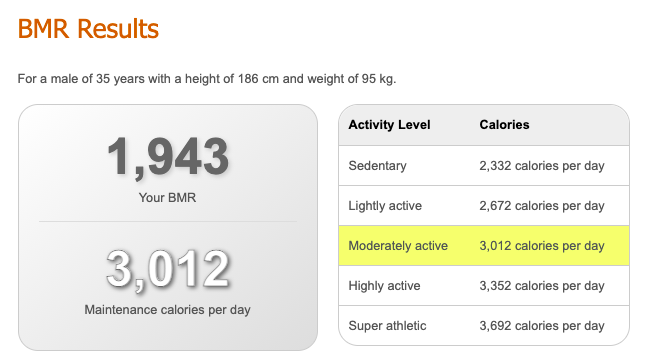 BMR Results
For a male of 35 years with a height of 186 cm and weight of 95 kg.
1,943
Your BMR
3,012
Maintenance calories per day
Activity Level Calories
Sedentary 2,332 calories per day
Lightly active 2,672 calories per day
Moderately active 3,012 calories per day
Highly active 3,352 calories per day
Super athletic 3,692 calories per day